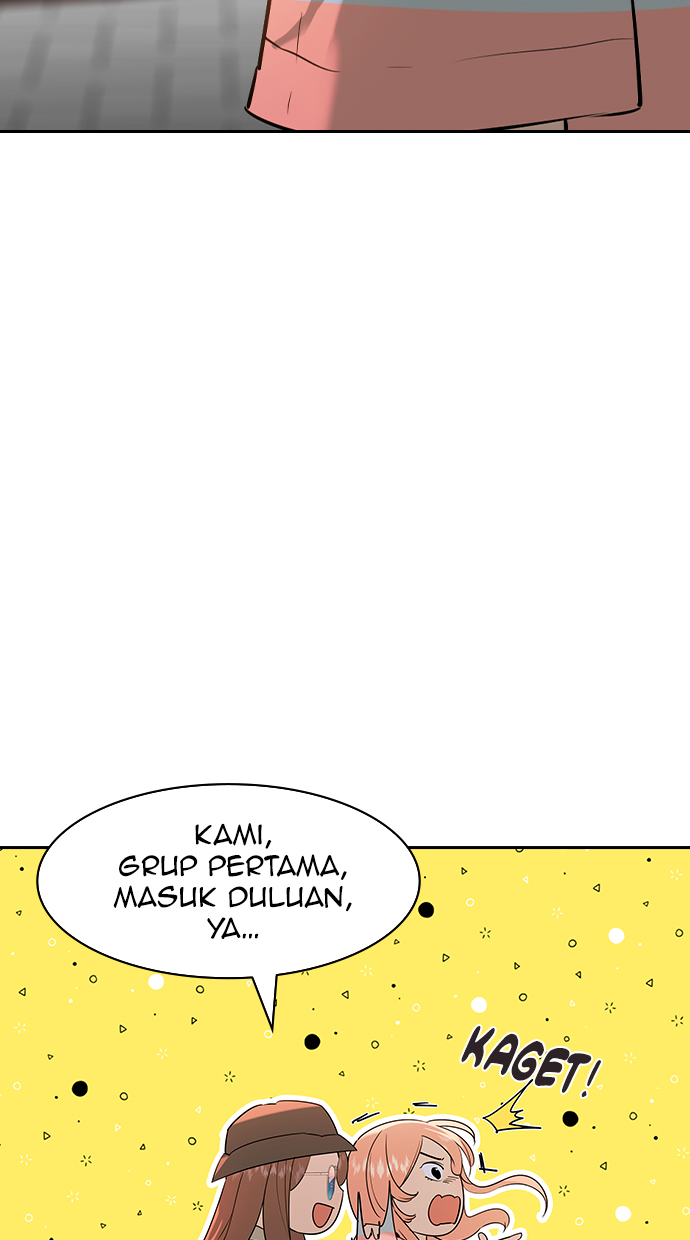 KAMI,
GRUP PERTAMA,
MASUK DULUAN,
YA...
KAGET!